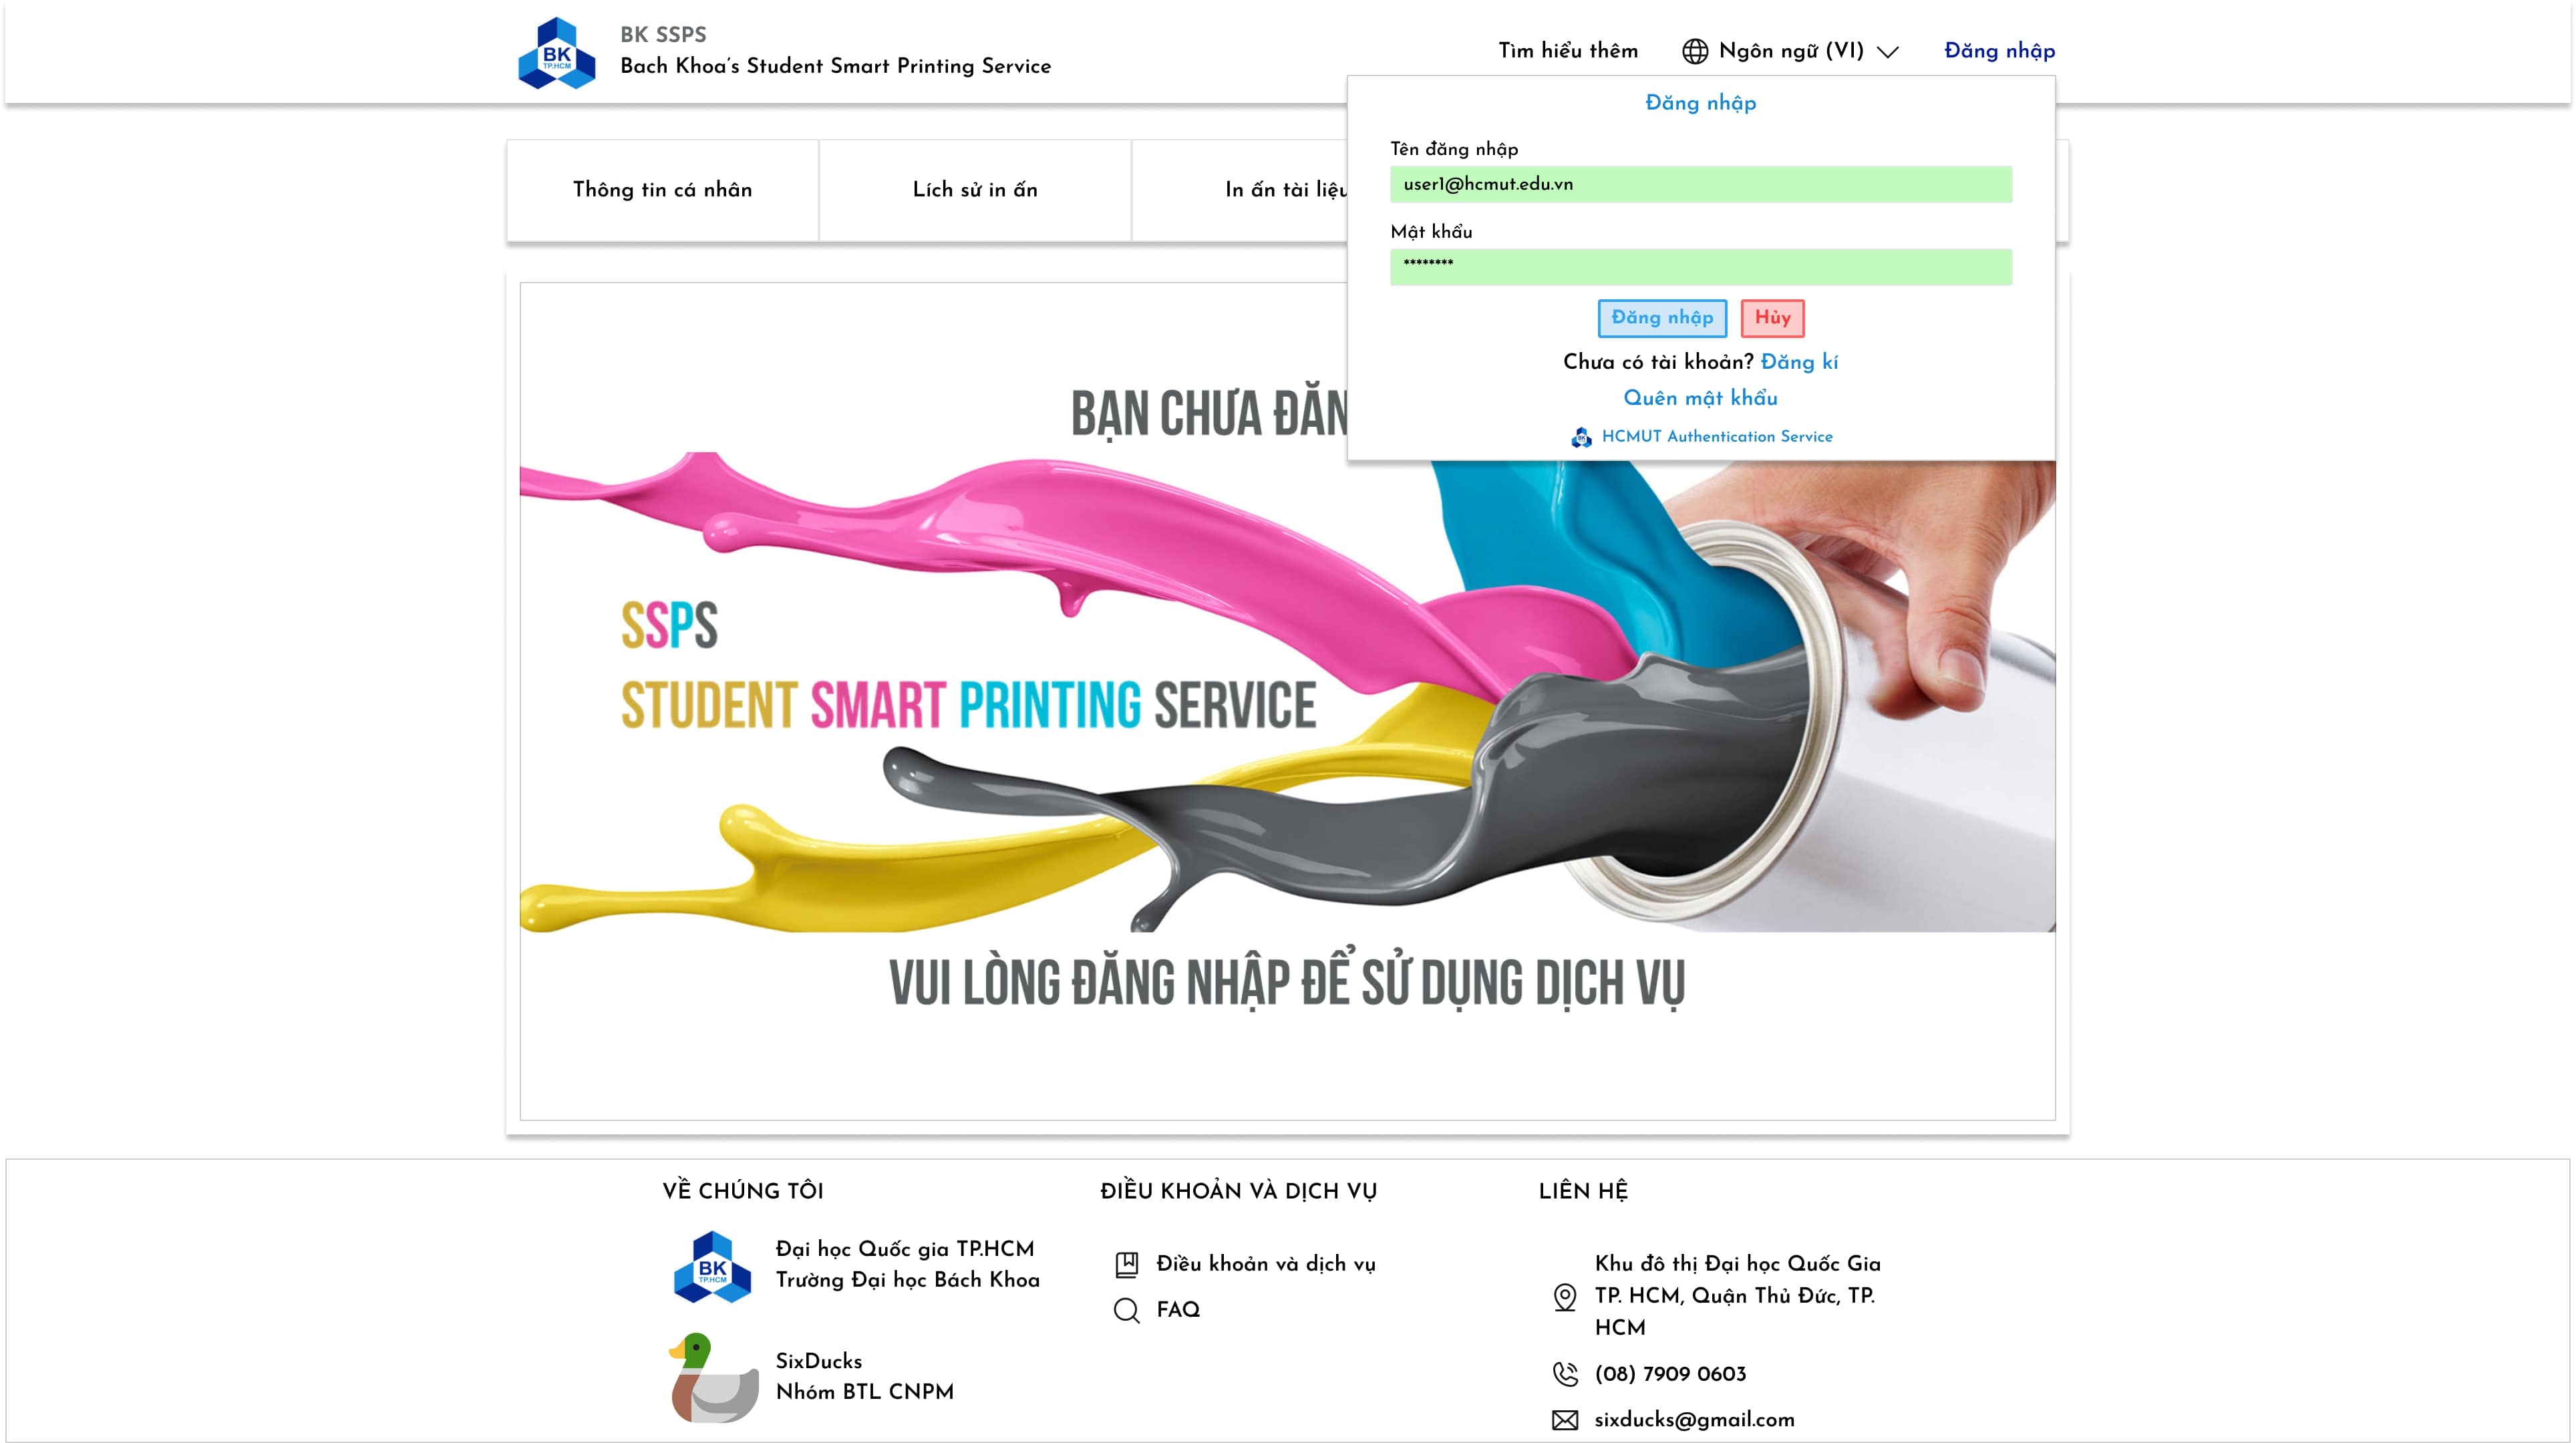 BK
TP.HCM
BK SSPS
Bach Khoa's Student Smart Printing Service
Tìm hiểu thêm
Ngôn ngữ (VI)
Đăng nhập
Đăng nhập
Tên đăng nhập
user1@hcmut.edu.vn
Mật khẩu
********
Đăng nhập
Hủy
Chưa có tài khoản? Đăng kí
Quên mật khẩu
BK
HCMUT Authentication Service
Thông tin cá nhân
Lích sử in ấn
In ấn tài liệu
BẠN CHƯA ĐĂN
SSPS
STUDENT SMART PRINTING SERVICE
VUI LÒNG ĐĂNG NHẬP ĐỂ SỬ DỤNG DỊCH VỤ
VỀ CHÚNG TÔI
BK
TP.HCM
Đại học Quốc gia TP.HCM
Trường Đại học Bách Khoa
SixDucks
Nhóm BTL CNPM
ĐIỀU KHOẢN VÀ DỊCH VỤ
Điều khoản và dịch vụ
FAQ
LIÊN HỆ
Khu đô thị Đại học Quốc Gia
TP. HCM, Quận Thủ Đức, TP.
HCM
(08) 7909 0603
sixducks@gmail.com